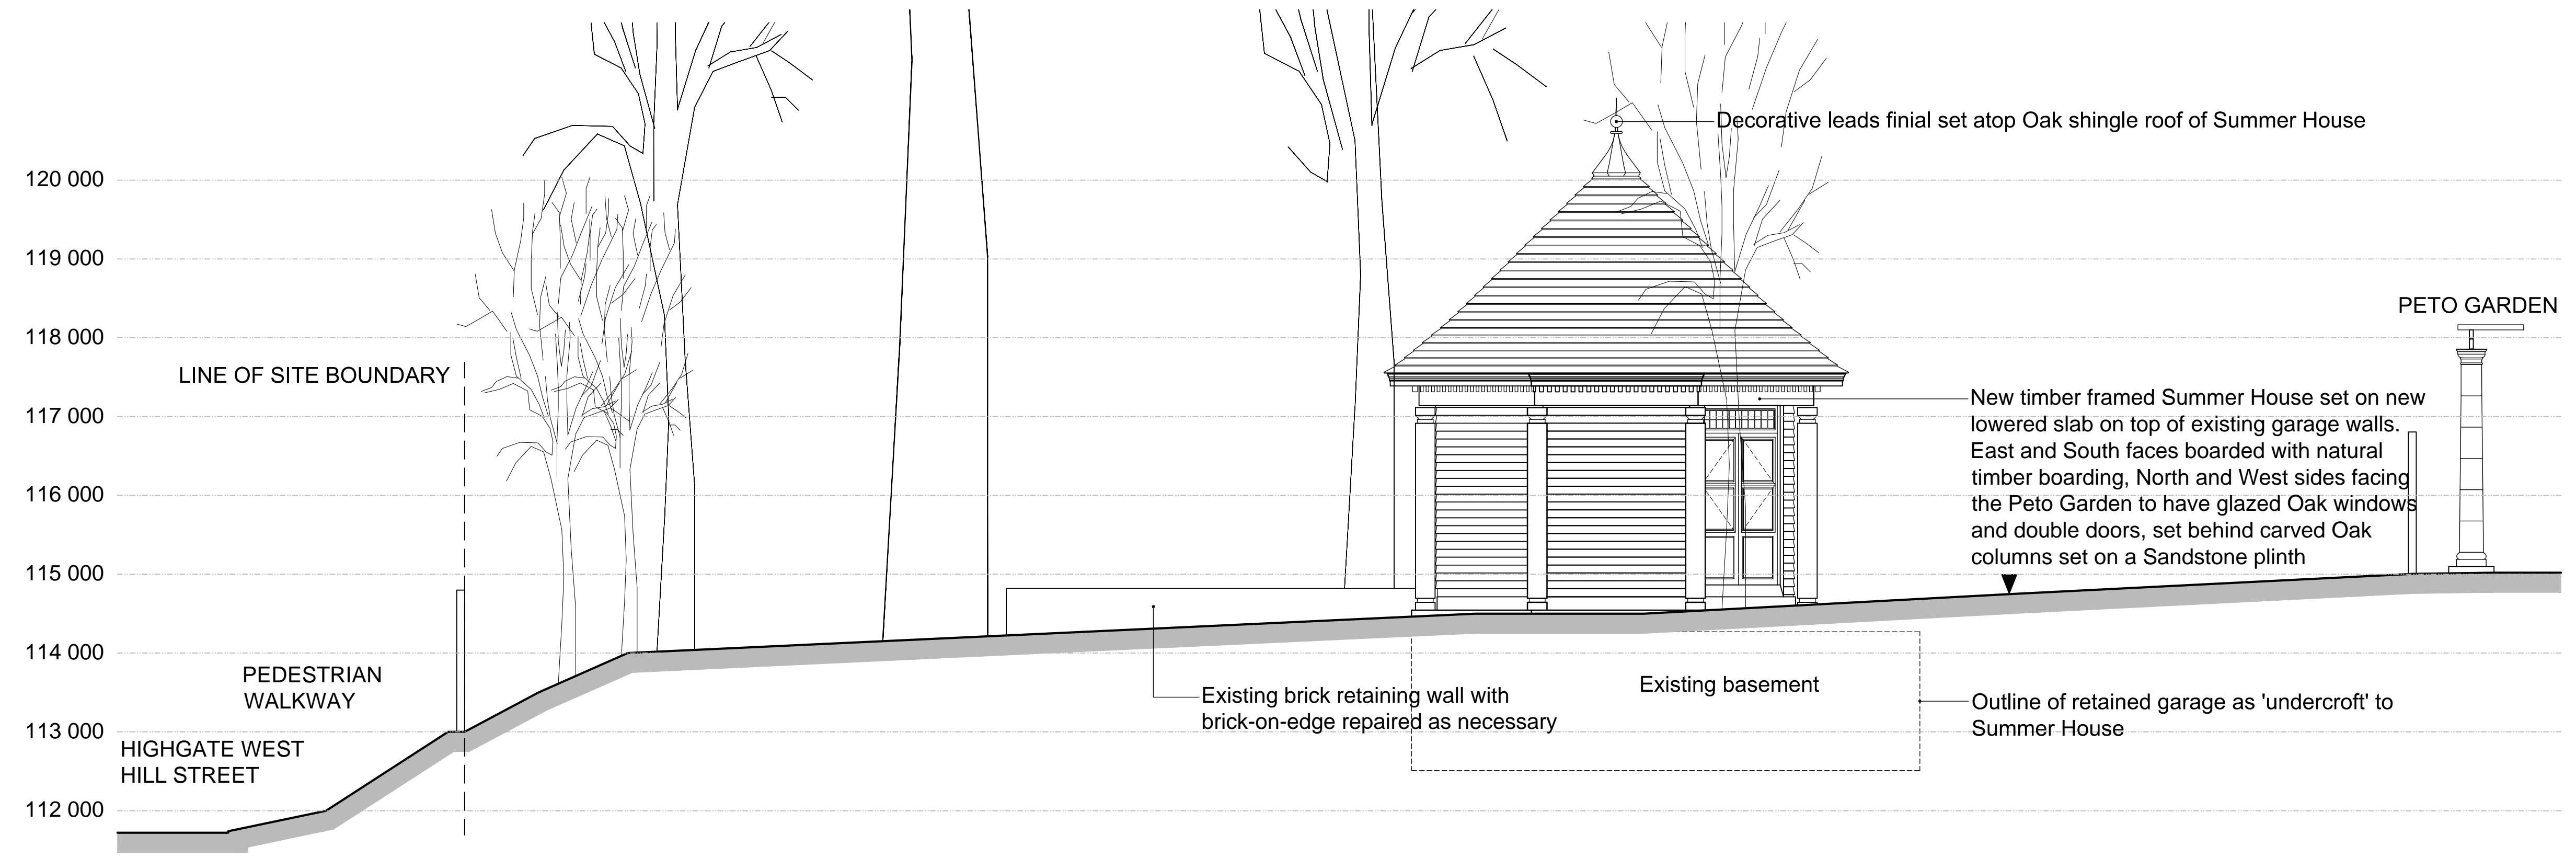 Decorative leads finial set atop Oak shingle roof of Summer House
120 000
119 000
118 000
117 000
116 000
115 000
114 000
113 000
112 000
PETO GARDEN
LINE OF SITE BOUNDARY
New timber framed Summer House set on new
lowered slab on top of existing garage walls.
East and South faces boarded with natural
timber boarding, North and West sides facing
the Peto Garden to have glazed Oak windows
and double doors, set behind carved Oak
columns set on a Sandstone plinth
PEDESTRIAN
WALKWAY
HIGHGATE WEST
HILL STREET
Existing brick retaining wall with
brick-on-edge repaired as necessary
Existing basement
Outline of retained garage as 'undercroft' to
Summer House